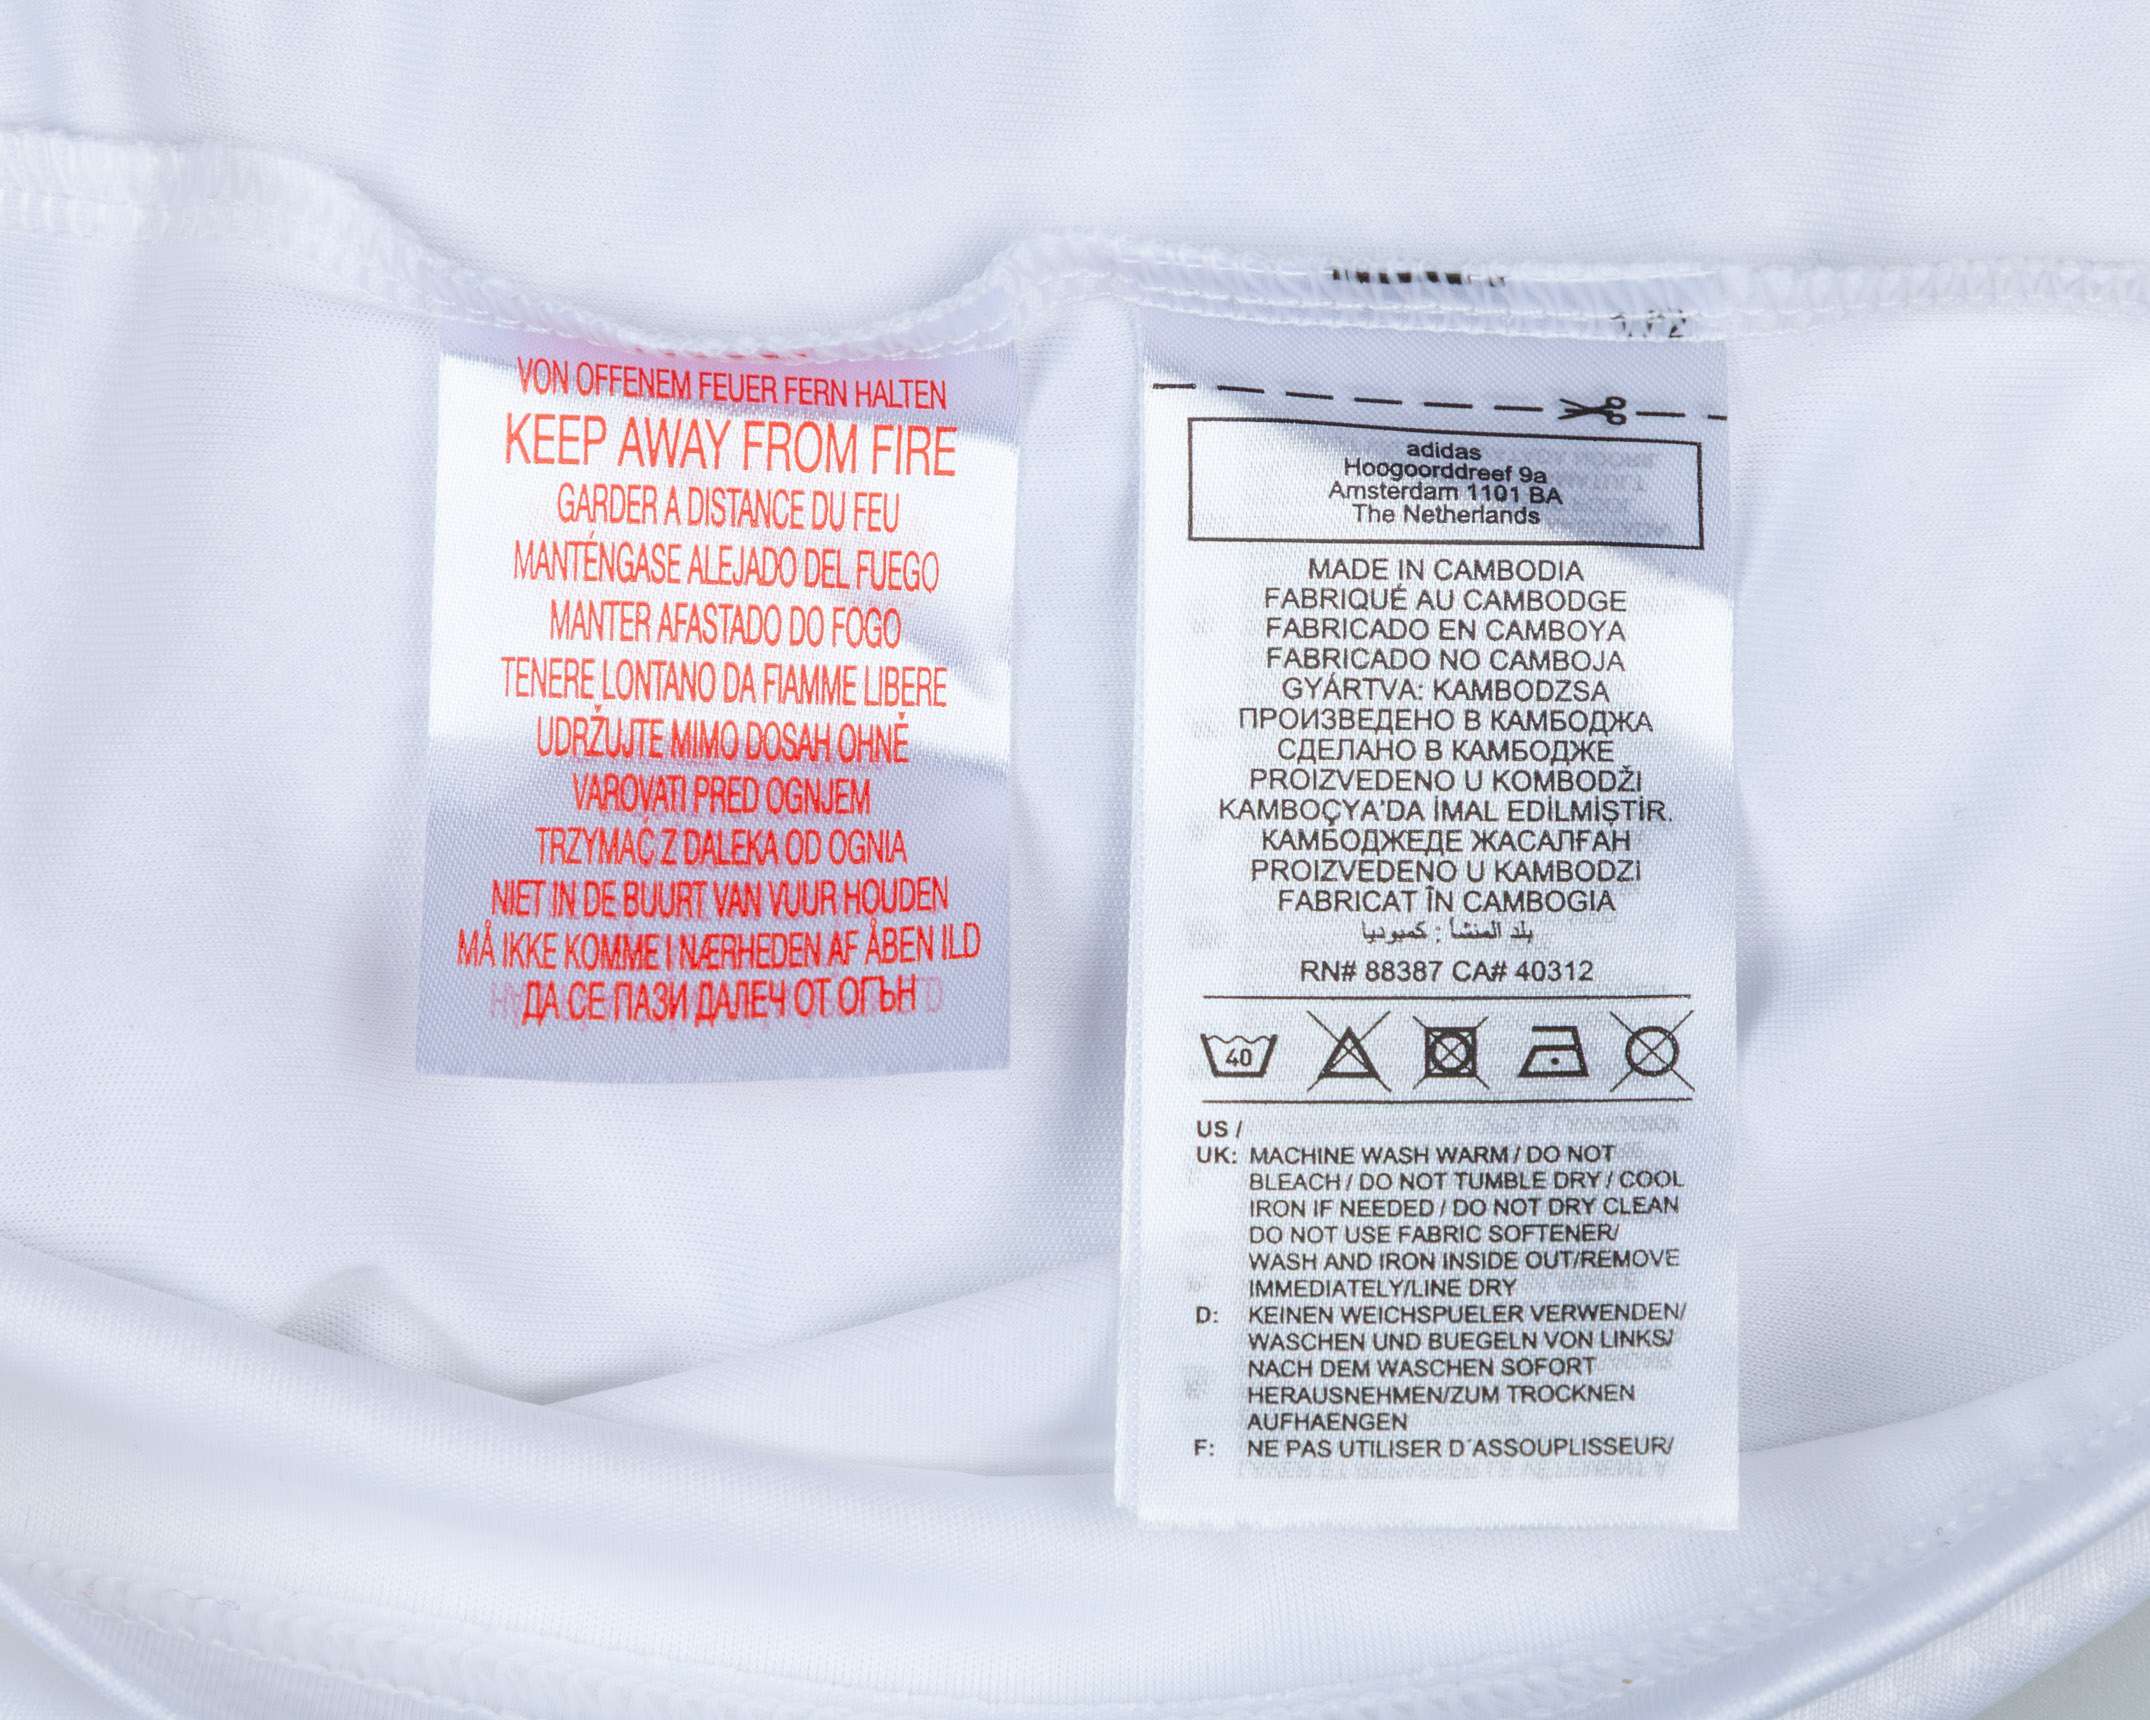 VON OFFENEM FEUER FERN HALTEN
KEEP AWAY FROM FIRE
GARDER A DISTANCE DU FEU
MANTÉNGASE ALEJADO DEL FUEGO
MANTER AFASTADO DO FOGO
TENERE LONTANO DA FIAMME LIBERE
UDRŽUJTE MIMO DOSAH OHNĚ
VAROVATI PRED OGNJEM
TRZYMAĆ Z DALEKA OD OGNIA
NIET IN DE BUURT VAN VUUR HOUDEN
MÅ IKKE KOMME I NÆRHEDEN AF ÅBEN ILD
ДА СЕ ПАЗИ ДАЛЕЧ ОТ ОГЪН
adidas
Hoogoorddreef 9a
Amsterdam 1101 BA
The Netherlands
MADE IN CAMBODIA
FABRIQUÉ AU CAMBODGE
FABRICADO EN CAMBOYA
FABRICADO NO CAMBOJA
GYÁRTVA: KAMBODZSA
ПРОИЗВЕДЕНО В КАМБОДЖА
СДЕЛАНО В КАМБОДЖЕ
PROIZVEDENO U KOMBODŽI
KAMBOÇYA'DA İMAL EDİLMİŞTİR.
КАМБОДЖЕДЕ ЖАСАЛҒАН
PROIZVEDENO U KAMBODZI
FABRICAT ÎN CAMBOGIA
بلد المنشأ : كمبوديا
RN# 88387 CA# 40312
40
US /
UK: MACHINE WASH WARM / DO NOT
BLEACH / DO NOT TUMBLE DRY / COOL
IRON IF NEEDED / DO NOT DRY CLEAN
DO NOT USE FABRIC SOFTENER/
WASH AND IRON INSIDE OUT/REMOVE
IMMEDIATELY/LINE DRY
D: KEINEN WEICHSPUELER VERWENDEN/
WASCHEN UND BUEGELN VON LINKS/
NACH DEM WASCHEN SOFORT
HERAUSNEHMEN/ZUM TROCKNEN
AUFHAENGEN
F: NE PAS UTILISER D´ASSOUPLISSEUR/